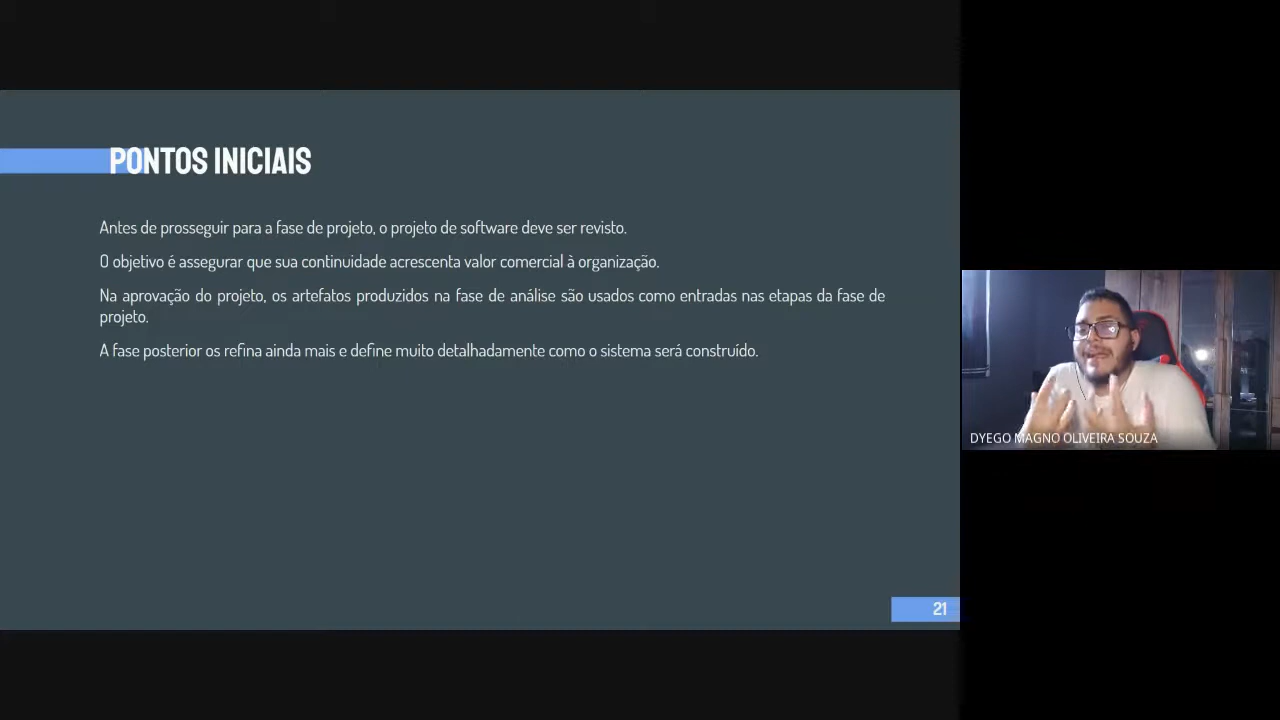 PONTOS INICIAIS
Antes de prosseguir para a fase de projeto, o projeto de software deve ser revisto.
O objetivo é assegurar que sua continuidade acrescenta valor comercial à organização.
Na aprovação do projeto, os artefatos produzidos na fase de análise são usados como entradas nas etapas da fase de
projeto.
A fase posterior os refina ainda mais e define muito detalhadamente como o sistema será construído.
DYEGO MAGNO OLIVEIRA SOUZA
21